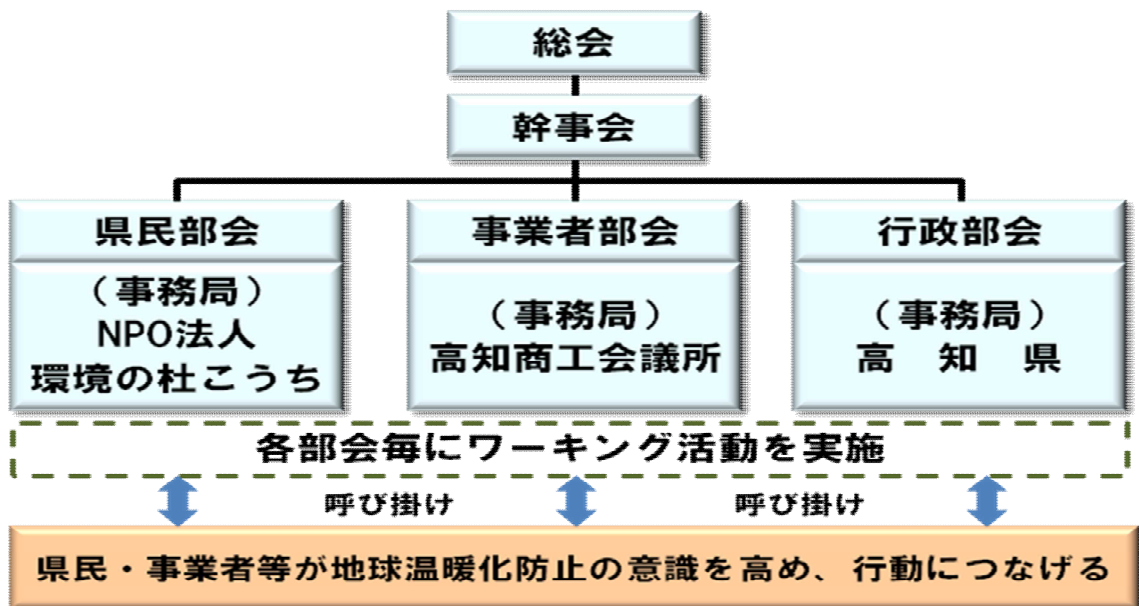 総会
幹事会
県民部会
(事務局)
NPO法人
環境の杜こうち
事業者部会
(事務局)
高知商工会議所
行政部会
(事務局)
高 知 県
各部会毎にワーキング活動を実施
呼び掛け
呼び掛け
県民・事業者等が地球温暖化防止の意識を高め、行動につなげる